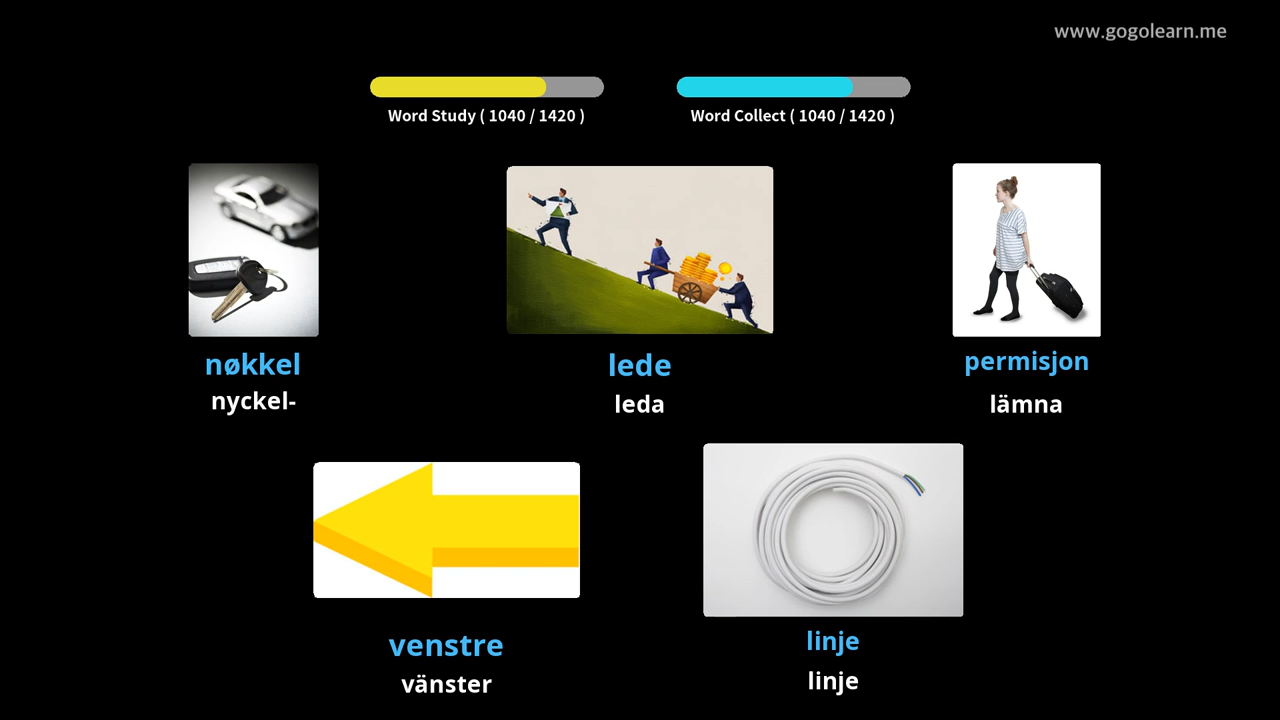 www.gogolearn.me
Word Study ( 1040 / 1420 )
Word Collect ( 1040 / 1420 )
nøkkel
nyckel-
lede
leda
permisjon
lämna
venstre
vänster
linje
linje